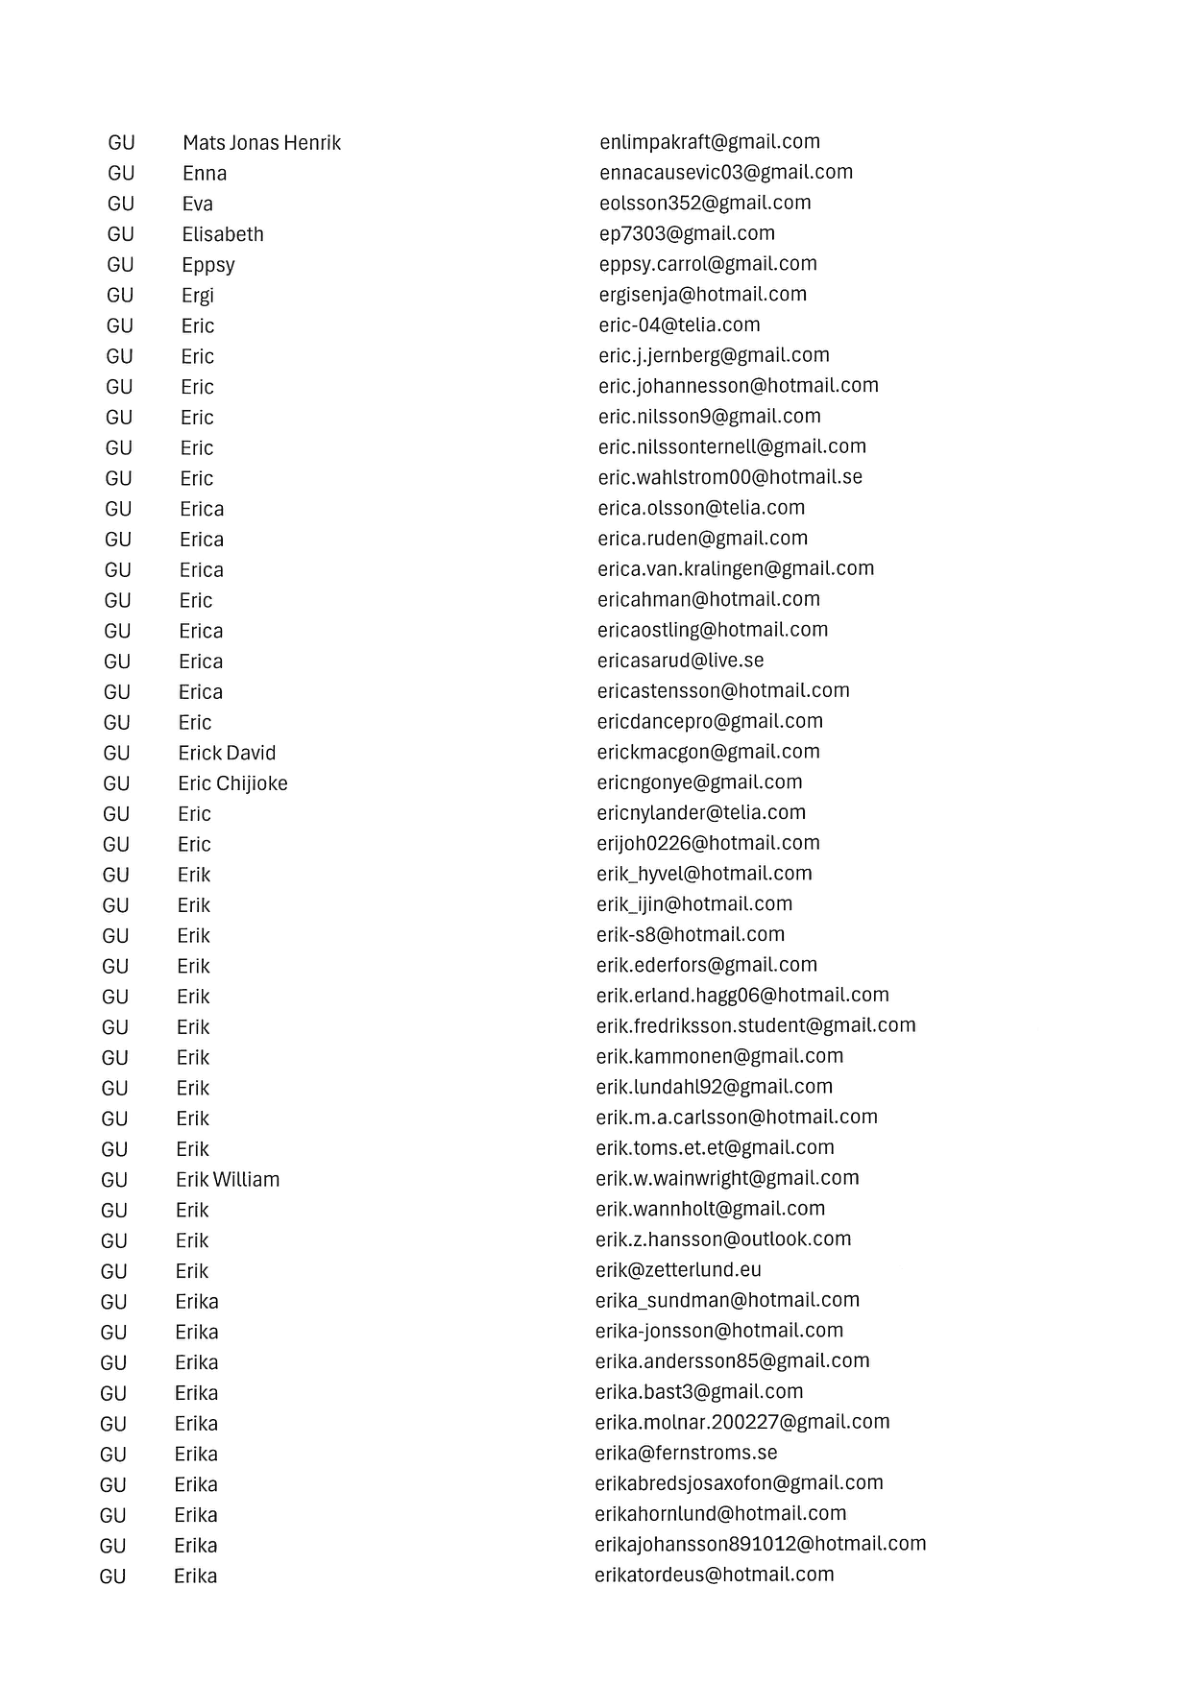 GU Mats Jonas Henrik enlimpakraft@gmail.com
GU Enna ennacausevic03@gmail.com
GU Eva eolsson352@gmail.com
GU Elisabeth ep7303@gmail.com
GU Eppsy eppsy.carrol@gmail.com
GU Ergi ergisenja@hotmail.com
GU Eric eric-04@telia.com
GU Eric eric.j.jernberg@gmail.com
GU Eric eric.johannesson@hotmail.com
GU Eric eric.nilsson9@gmail.com
GU Eric eric.nilssonternell@gmail.com
GU Eric eric.wahlstrom00@hotmail.se
GU Erica erica.olsson@telia.com
GU Erica erica.ruden@gmail.com
GU Erica erica.van.kralingen@gmail.com
GU Eric ericahman@hotmail.com
GU Erica ericaostling@hotmail.com
GU Erica ericasarud@live.se
GU Erica ericastensson@hotmail.com
GU Eric ericdancepro@gmail.com
GU Erick David erickmacgon@gmail.com
GU Eric Chijioke ericngonye@gmail.com
GU Eric ericnylander@telia.com
GU Eric erijoh0226@hotmail.com
GU Erik erik_hyvel@hotmail.com
GU Erik erik_ijin@hotmail.com
GU Erik erik-s8@hotmail.com
GU Erik erik.ederfors@gmail.com
GU Erik erik.erland.hagg06@hotmail.com
GU Erik erik.fredriksson.student@gmail.com
GU Erik erik.kammonen@gmail.com
GU Erik erik.lundahl92@gmail.com
GU Erik erik.m.a.carlsson@hotmail.com
GU Erik erik.toms.et.et@gmail.com
GU Erik William erik.w.wainwright@gmail.com
GU Erik erik.wannholt@gmail.com
GU Erik erik.z.hansson@outlook.com
GU Erik erik@zetterlund.eu
GU Erika erika_sundman@hotmail.com
GU Erika erika-jonsson@hotmail.com
GU Erika erika.andersson85@gmail.com
GU Erika erika.bast3@gmail.com
GU Erika erika.molnar.200227@gmail.com
GU Erika erika@fernstroms.se
GU Erika erikabredsjosaxofon@gmail.com
GU Erika erikahornlund@hotmail.com
GU Erika erikajohansson891012@hotmail.com
GU Erika erikatordeus@hotmail.com